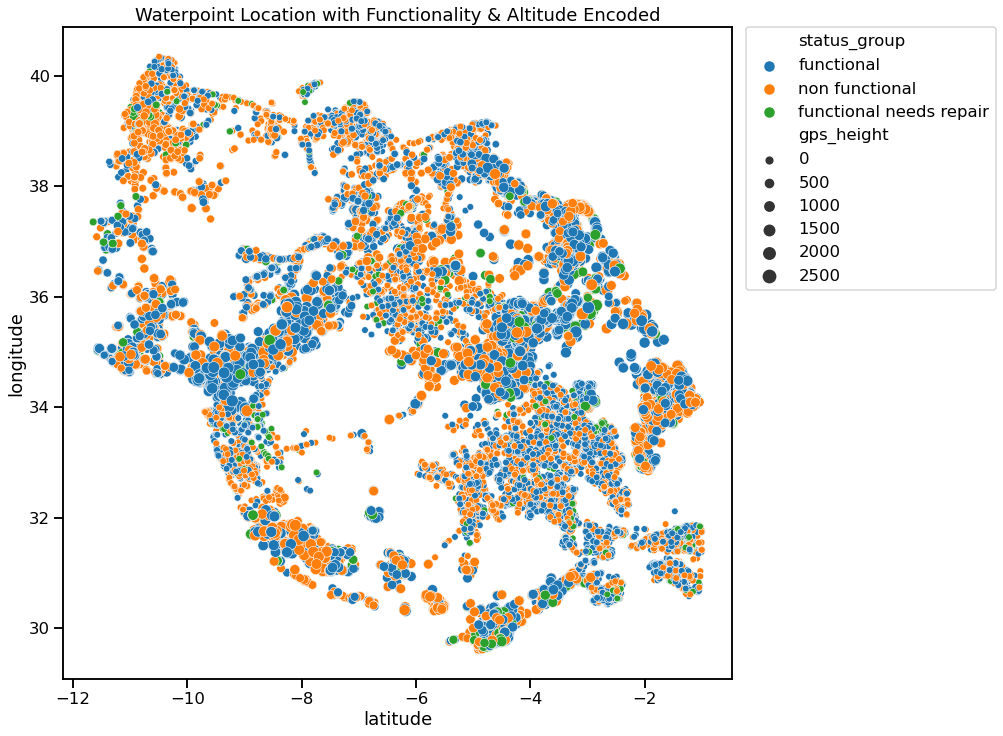 Waterpoint Location with Functionality & Altitude Encoded
status_group
functional
non functional
functional needs repair
gps_height
0
500
1000
1500
2000
2500
longitude
40
38
36
34
32
30
−12
−10
−8
−6
−4
−2
latitude